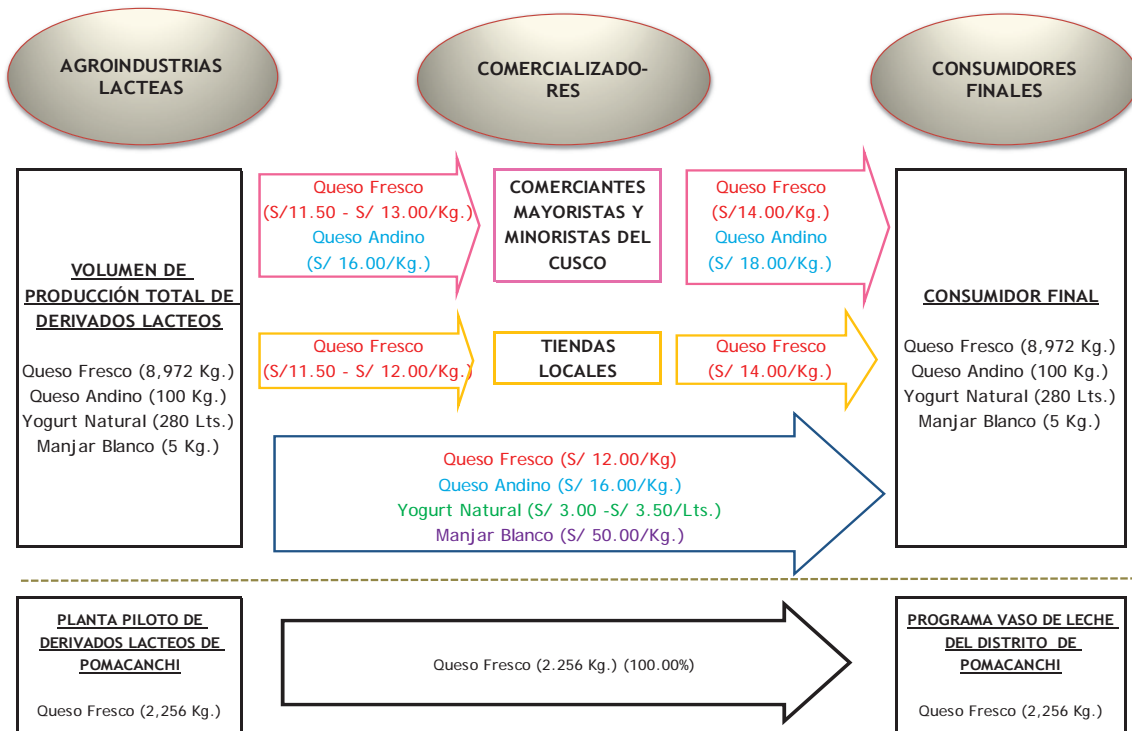 AGROINDUSTRIAS
LACTEAS
COMERCIALIZADO-
RES
CONSUMIDORES
FINALES
VOLUMEN DE
PRODUCCIÓN TOTAL DE
DERIVADOS LACTEOS
Queso Fresco (8,972 Kg.)
Queso Andino (100 Kg.)
Yogurt Natural (280 Lts.)
Manjar Blanco (5 Kg.)
Queso Fresco
(S/11.50 - S/ 13.00/Kg.)
Queso Andino
(S/ 16.00/Kg.)
COMERCIANTES
MAYORISTAS Y
MINORISTAS DEL
CUSCO
Queso Fresco
(S/14.00/Kg.)
Queso Andino
(S/ 18.00/Kg.)
Queso Fresco
(S/11.50 - S/ 12.00/Kg.)
TIENDAS
LOCALES
Queso Fresco
(S/ 14.00/Kg.)
Queso Fresco (S/ 12.00/Kg)
Queso Andino (S/ 16.00/Kg.)
Yogurt Natural (S/ 3.00 -S/ 3.50/Lts.)
Manjar Blanco (S/ 50.00/Kg.)
CONSUMIDOR FINAL
Queso Fresco (8,972 Kg.)
Queso Andino (100 Kg.)
Yogurt Natural (280 Lts.)
Manjar Blanco (5 Kg.)
PLANTA PILOTO DE
DERIVADOS LACTEOS DE
POMACANCHI
Queso Fresco (2,256 Kg.)
Queso Fresco (2.256 Kg.) (100.00%)
PROGRAMA VASO DE LECHE
DEL DISTRITO DE
POMACANCHI
Queso Fresco (2,256 Kg.)